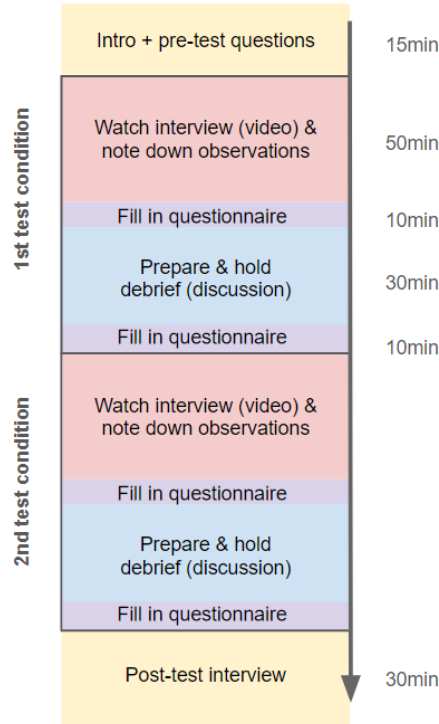 Intro + pre-test questions
15min
1st test condition
Watch interview (video) &
note down observations
50min
Fill in questionnaire
10min
Prepare & hold
debrief (discussion)
30min
Fill in questionnaire
10min
2nd test condition
Watch interview (video) &
note down observations
Fill in questionnaire
Prepare & hold
debrief (discussion)
Fill in questionnaire
Post-test interview
30min